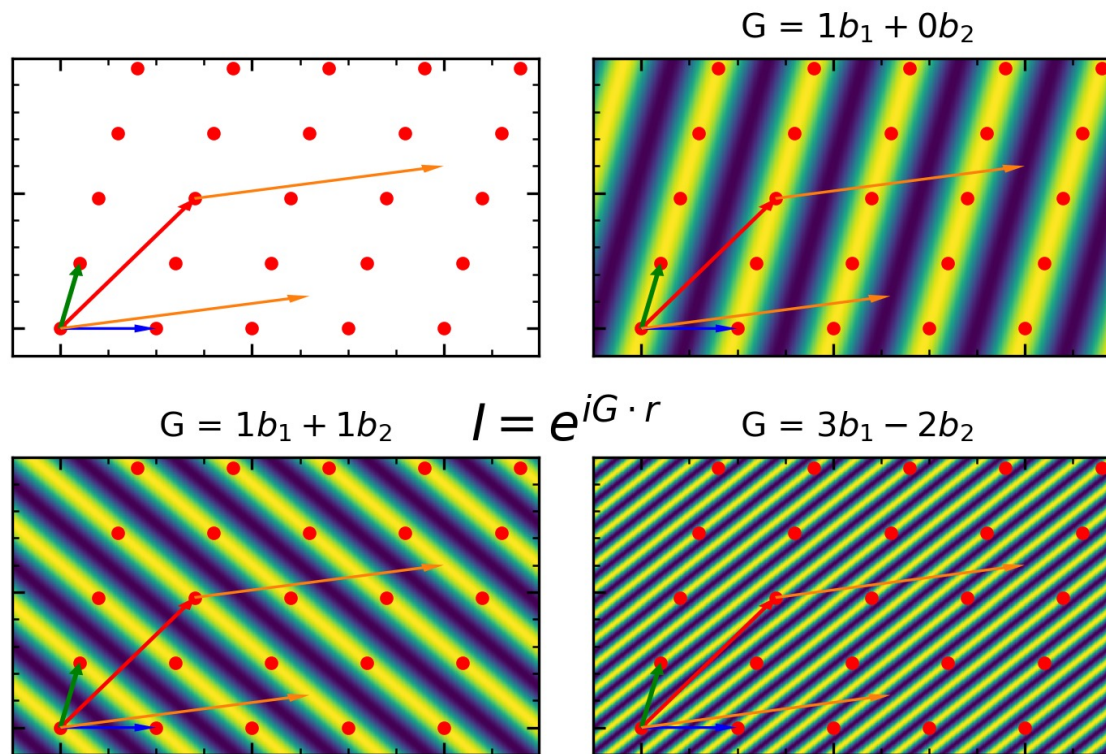 G = 1b₁ + 0b₂
G = 1b₁ + 1b₂
I = e^{iG · r}
G = 3b₁ − 2b₂